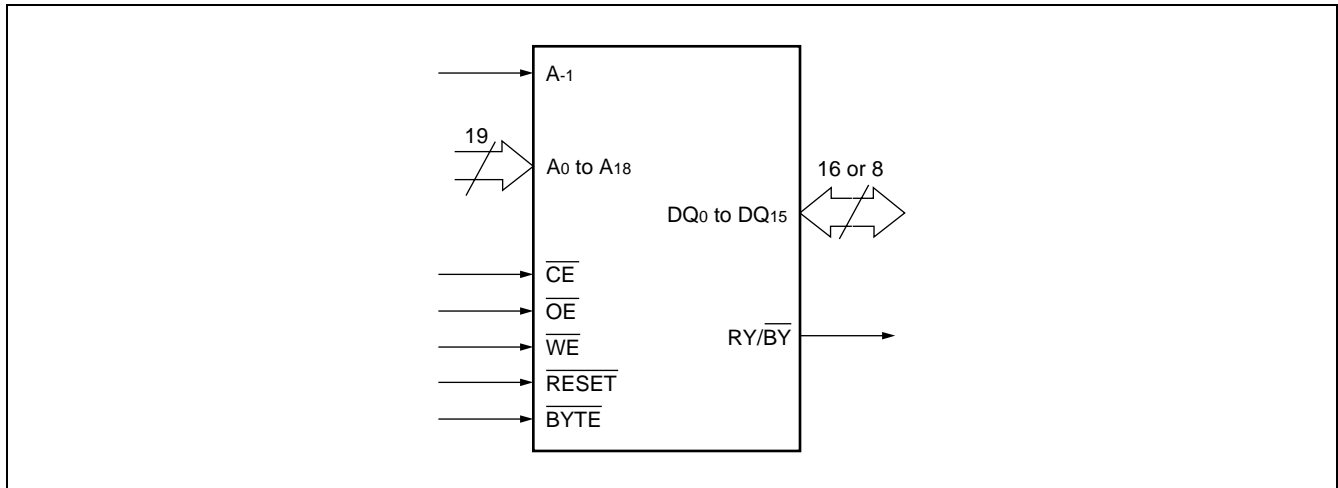 A-1
19
A0 to A18
16 or 8
DQ0 to DQ15
CE
OE
RY/BY
WE
RESET
BYTE